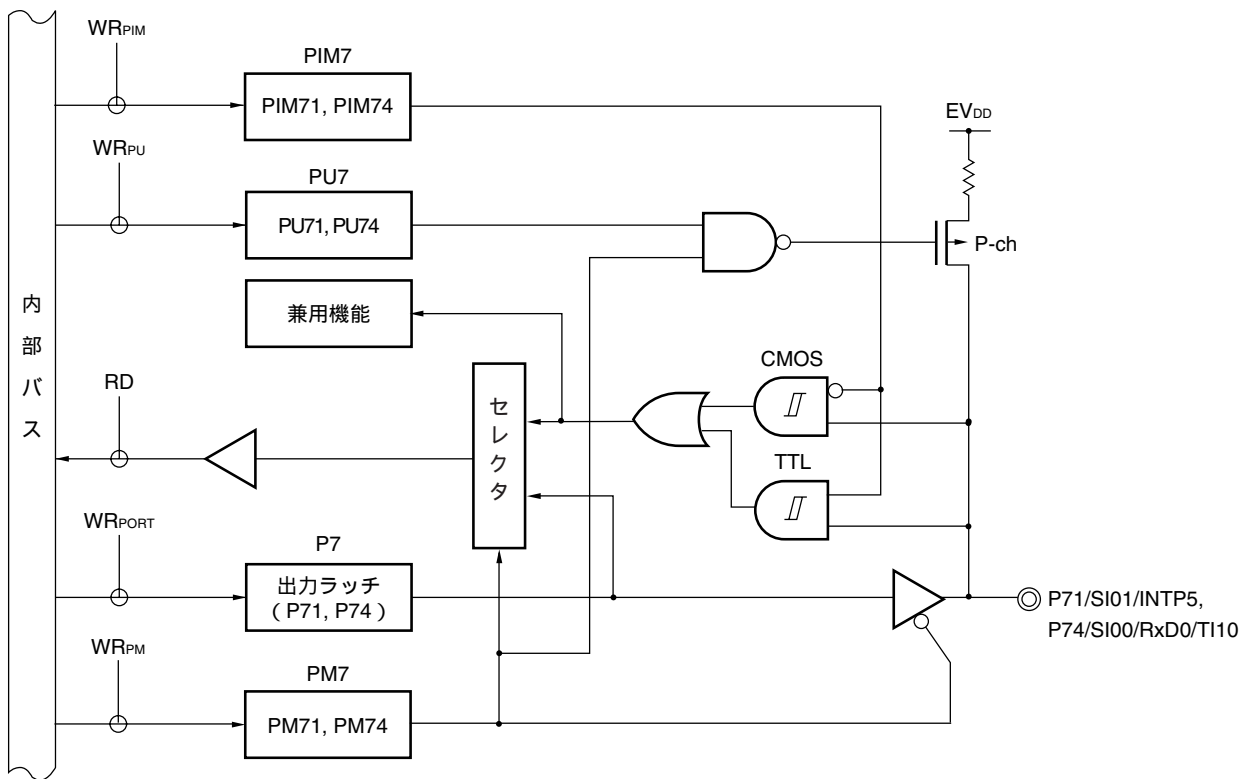 WRPIM
PIM7
PIM71, PIM74
EVDD
WRPU
PU7
PU71, PU74
P-ch
内部バス
兼用機能
CMOS
RD
セレクタ
TTL
WRPORT
P7
出力ラッチ
( P71, P74 )
P71/SI01/INTP5,
P74/SI00/RxD0/TI10
WRPM
PM7
PM71, PM74